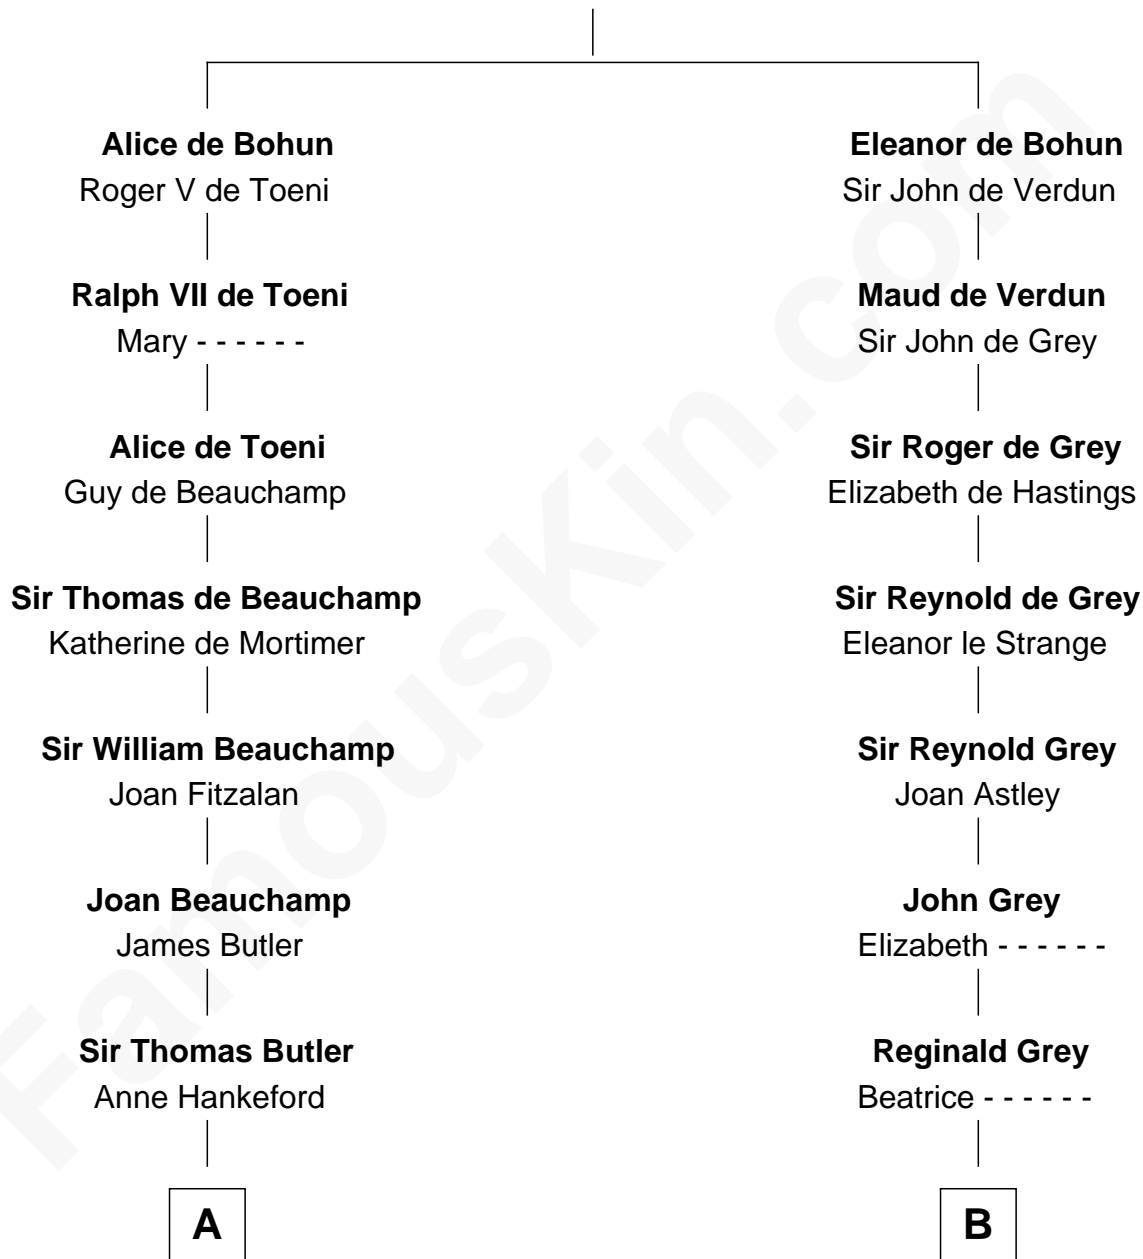 Alice de Bohun
Roger V de Toeni
Ralph VII de Toeni
Mary - - - - - -
Alice de Toeni
Guy de Beauchamp
Sir Thomas de Beauchamp
Katherine de Mortimer
Sir William Beauchamp
Joan Fitzalan
Joan Beauchamp
James Butler
Sir Thomas Butler
Anne Hankeford
A
Eleanor de Bohun
Sir John de Verdun
Maud de Verdun
Sir John de Grey
Sir Roger de Grey
Elizabeth de Hastings
Sir Reynold de Grey
Eleanor le Strange
Sir Reynold Grey
Joan Astley
John Grey
Elizabeth - - - - - -
Reginald Grey
Beatrice - - - - - -
B
FamousKin.com